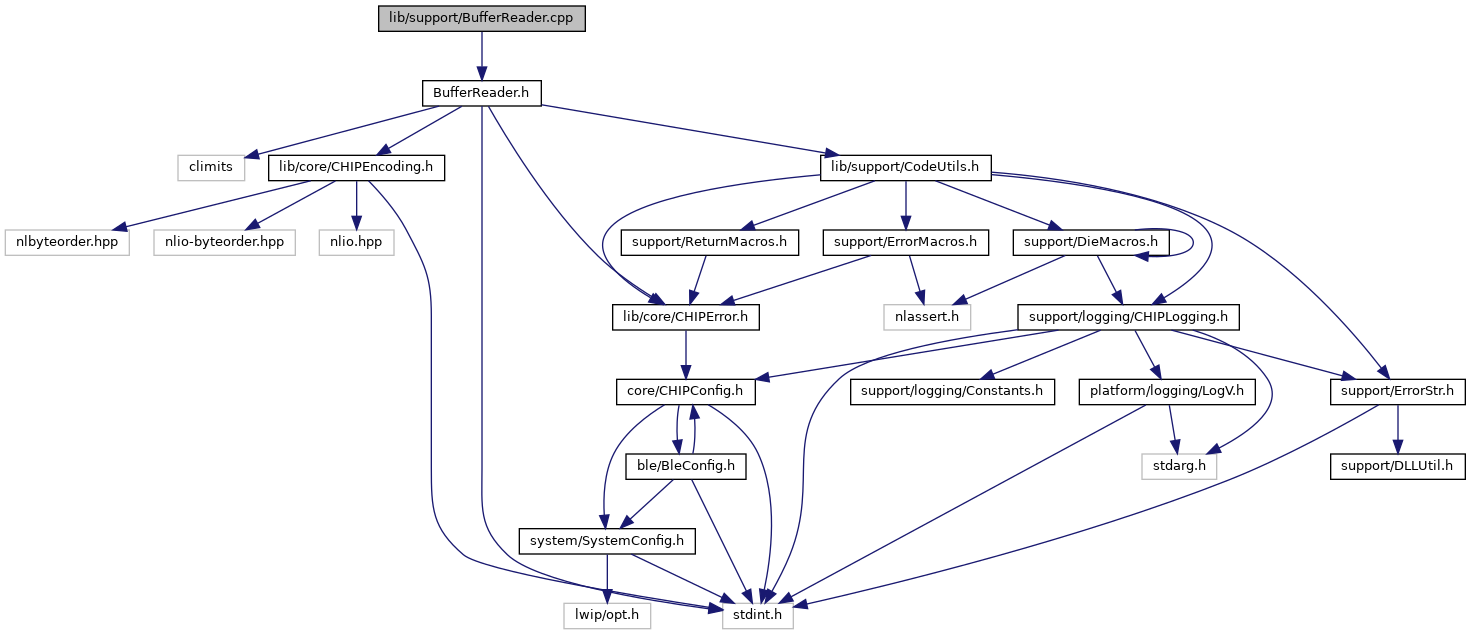 lib/support/BufferReader.cpp
BufferReader.h
climits
lib/core/CHIPEncoding.h
lib/support/CodeUtils.h
nlbyteorder.hpp
nlio-byteorder.hpp
nlio.hpp
support/ReturnMacros.h
support/ErrorMacros.h
support/DieMacros.h
lib/core/CHIPError.h
nlassert.h
support/logging/CHIPLogging.h
core/CHIPConfig.h
support/logging/Constants.h
platform/logging/LogV.h
support/ErrorStr.h
ble/BleConfig.h
stdarg.h
support/DLLUtil.h
system/SystemConfig.h
lwip/opt.h
stdint.h